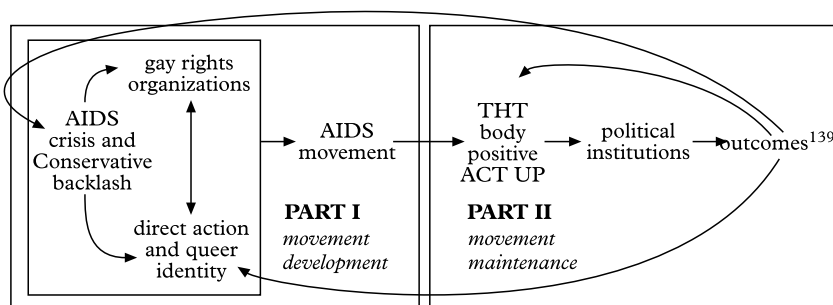 gay rights
organizations
AIDS
crisis and
Conservative
backlash
direct action
and queer
identity
AIDS
movement
PART I
movement
development
THT
body
positive
ACT UP
PART II
movement
maintenance
political
institutions
outcomes139